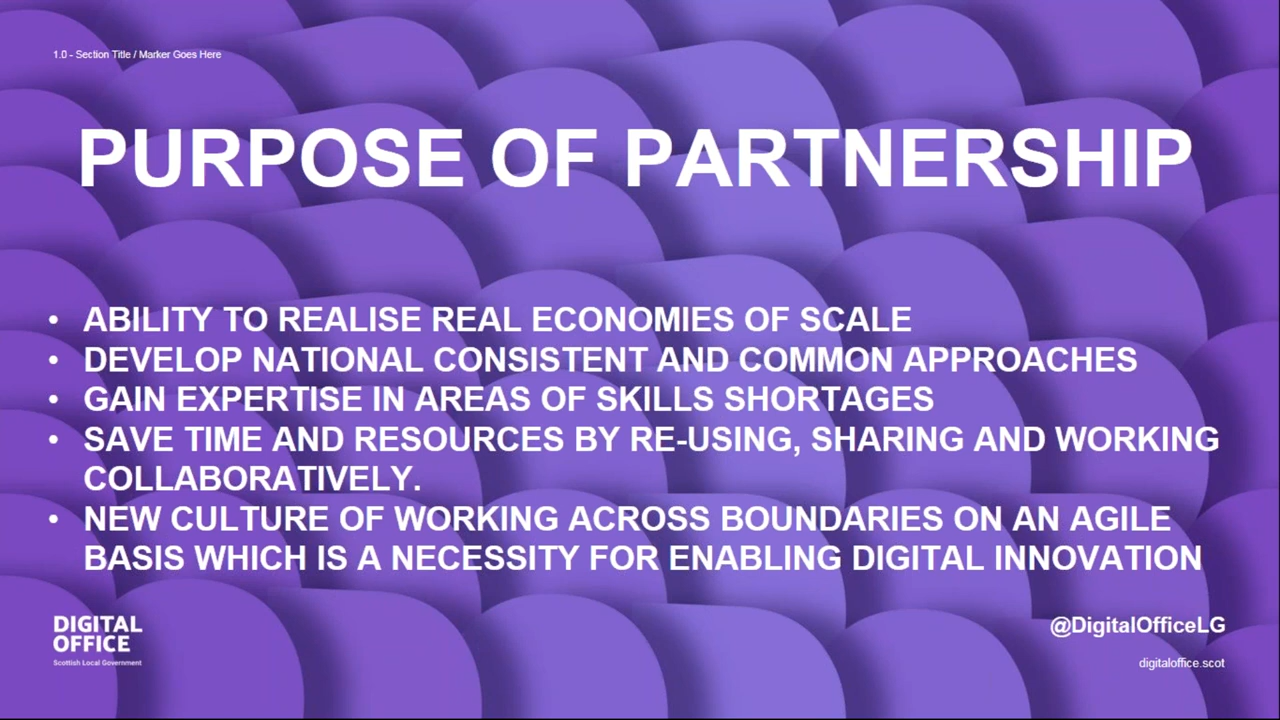 1.0 - Section Title / Marker Goes Here
PURPOSE OF PARTNERSHIP
• ABILITY TO REALISE REAL ECONOMIES OF SCALE
• DEVELOP NATIONAL CONSISTENT AND COMMON APPROACHES
• GAIN EXPERTISE IN AREAS OF SKILLS SHORTAGES
• SAVE TIME AND RESOURCES BY RE-USING, SHARING AND WORKING
COLLABORATIVELY.
• NEW CULTURE OF WORKING ACROSS BOUNDARIES ON AN AGILE
BASIS WHICH IS A NECESSITY FOR ENABLING DIGITAL INNOVATION
DIGITAL
OFFICE
Scottish Local Government
@DigitalOfficeLG
digitaloffice.scot